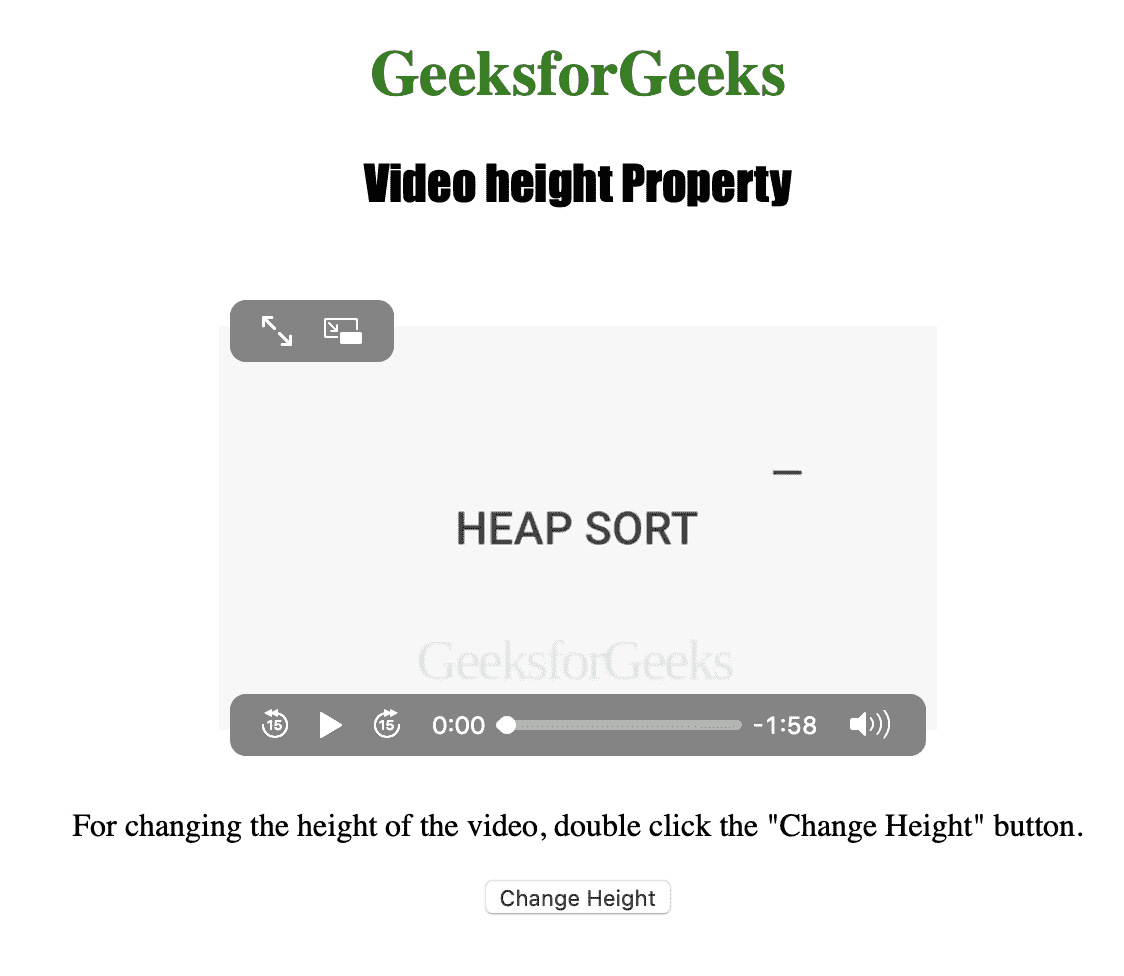 GeeksforGeeks
Video height Property
HEAP SORT
GeeksforGeeks
15 15 0:00 -1:58
For changing the height of the video, double click the "Change Height" button.
Change Height